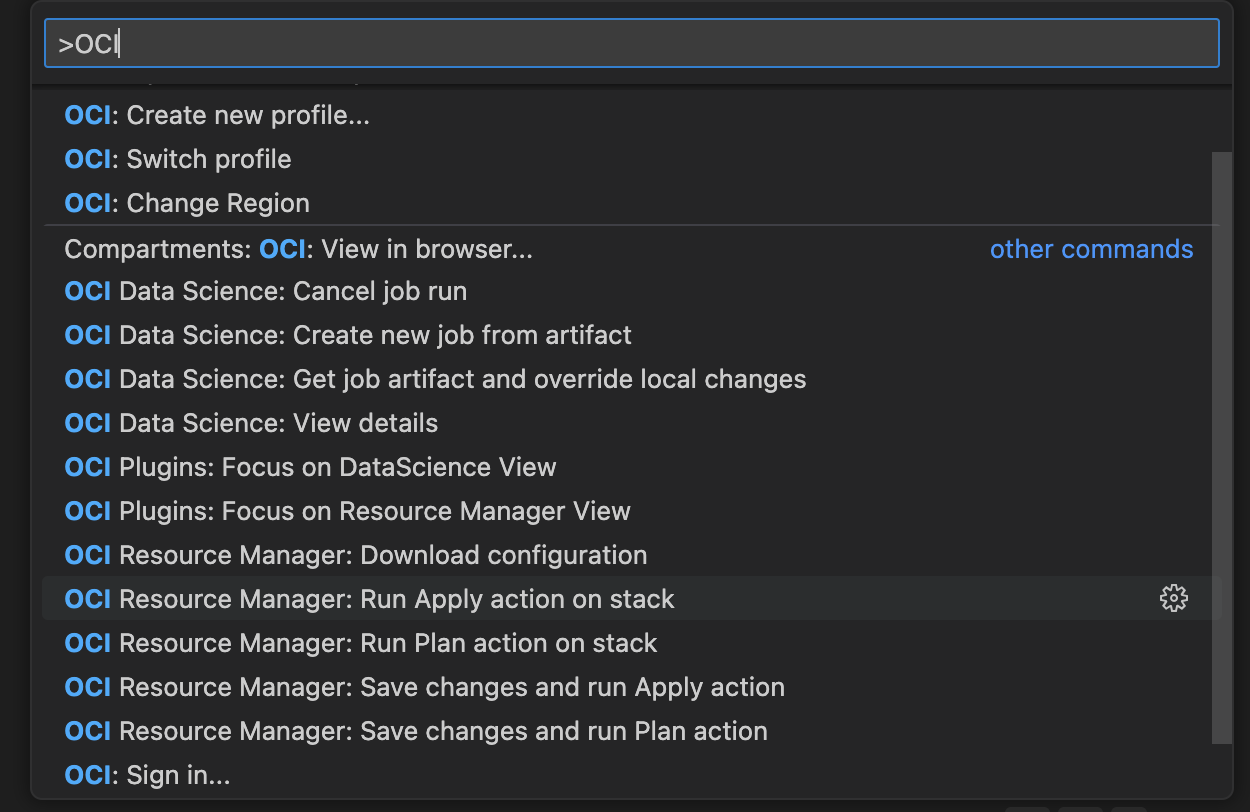 >OCI
OCI: Create new profile...
OCI: Switch profile
OCI: Change Region
Compartments: OCI: View in browser... other commands
OCI Data Science: Cancel job run
OCI Data Science: Create new job from artifact
OCI Data Science: Get job artifact and override local changes
OCI Data Science: View details
OCI Plugins: Focus on DataScience View
OCI Plugins: Focus on Resource Manager View
OCI Resource Manager: Download configuration
OCI Resource Manager: Run Apply action on stack
OCI Resource Manager: Run Plan action on stack
OCI Resource Manager: Save changes and run Apply action
OCI Resource Manager: Save changes and run Plan action
OCI: Sign in...